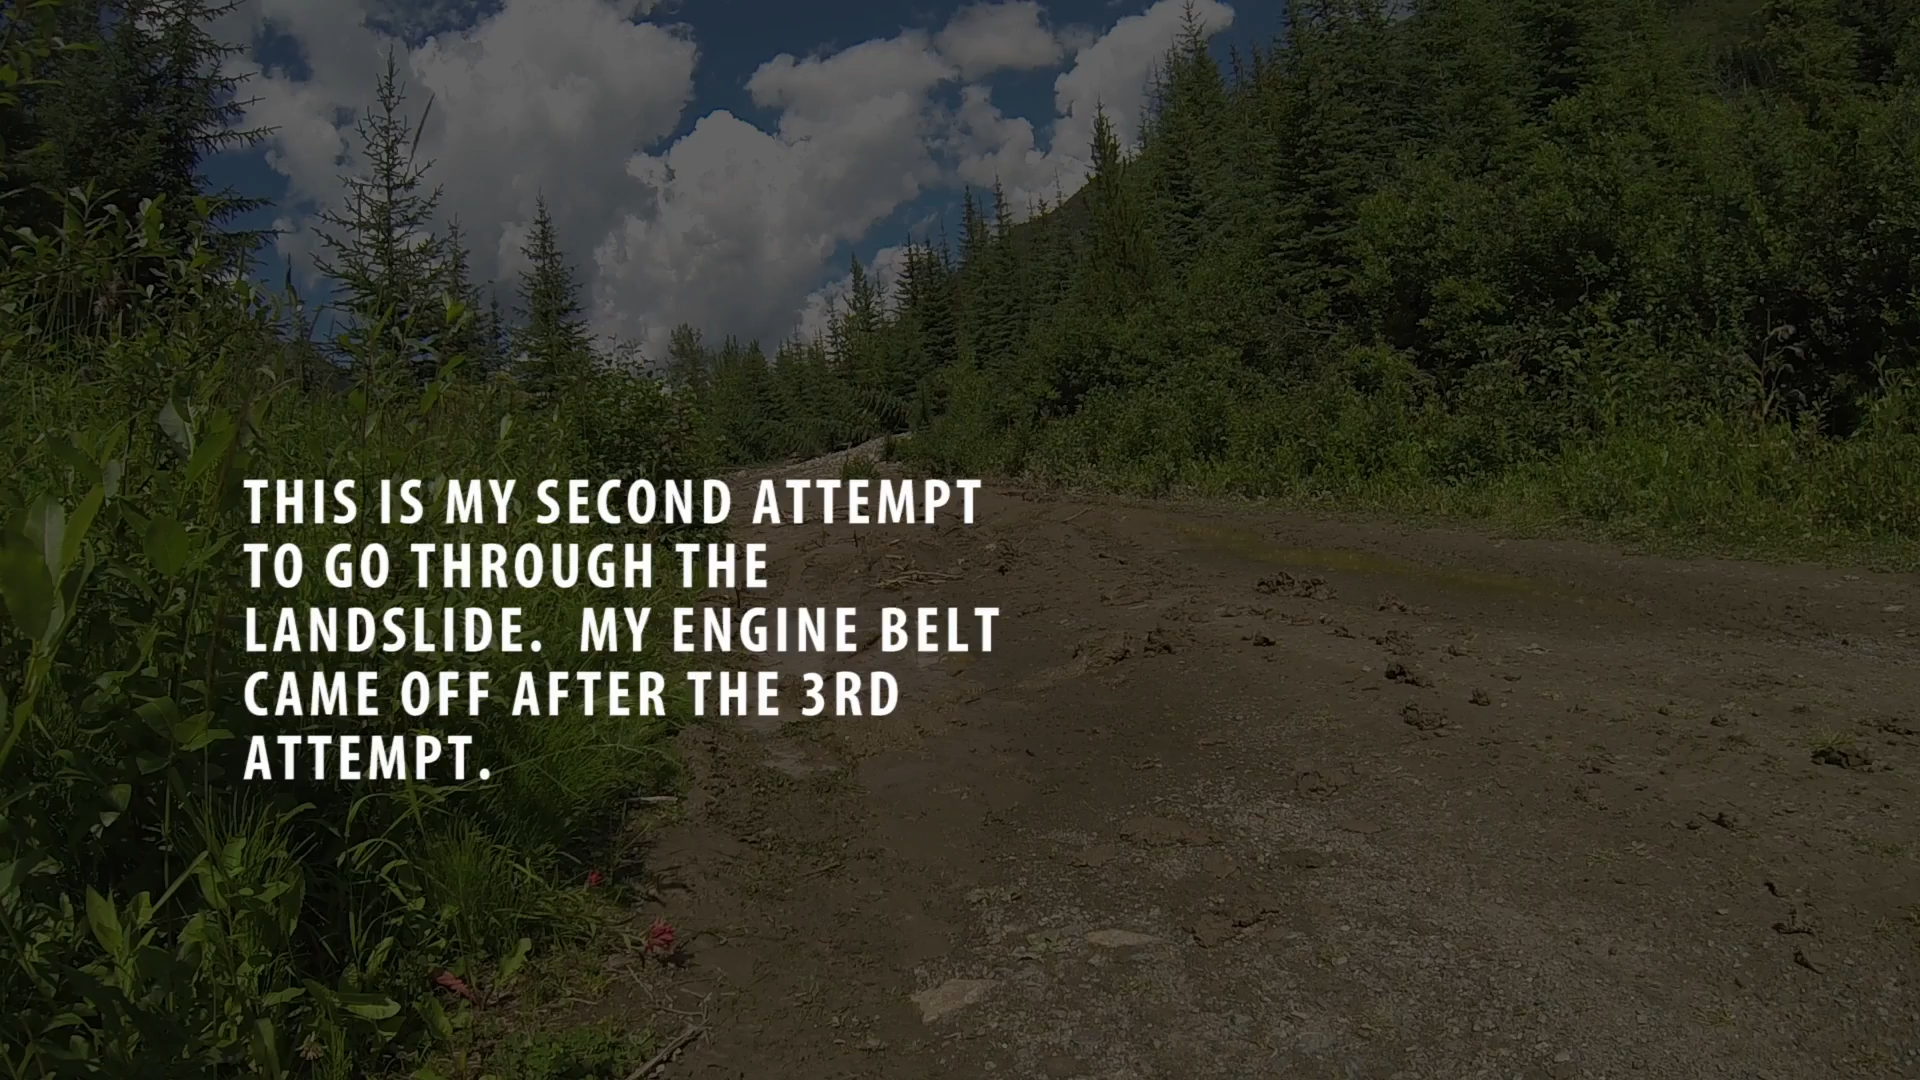 THIS IS MY SECOND ATTEMPT
TO GO THROUGH THE
LANDSLIDE.  MY ENGINE BELT
CAME OFF AFTER THE 3RD
ATTEMPT.